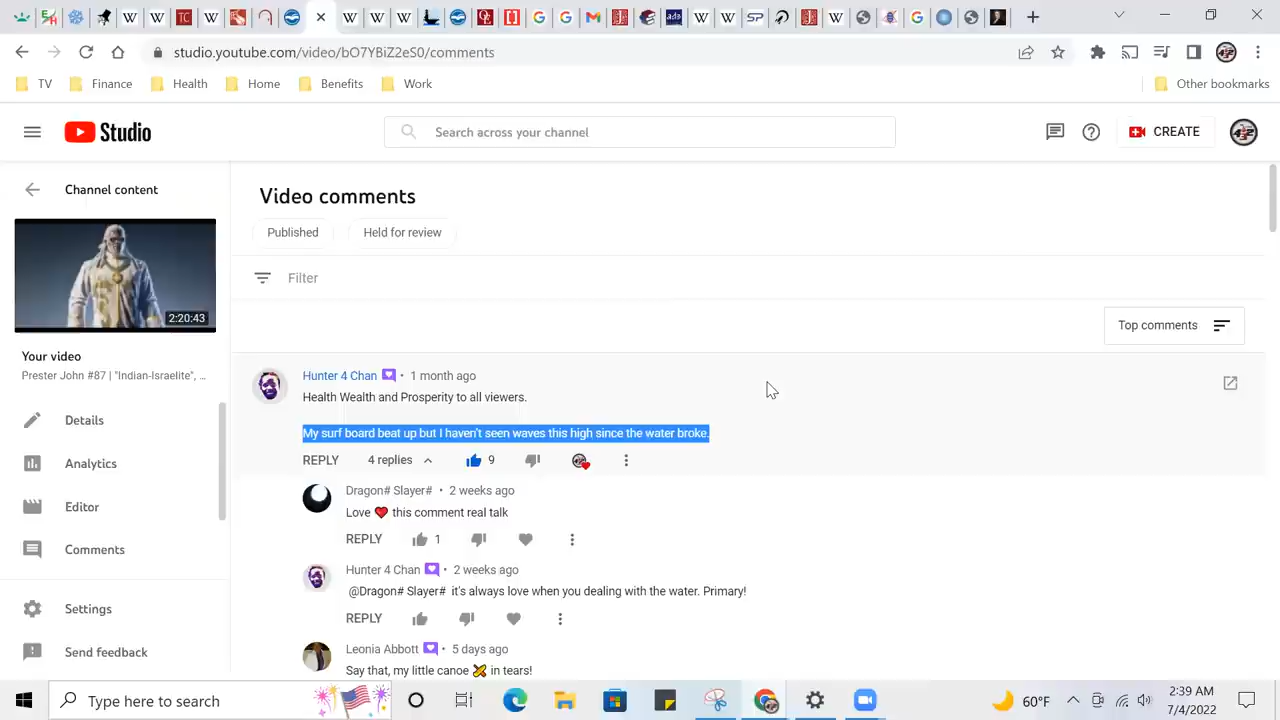 studio.youtube.com/video/bO7YBiZ2eS0/comments
TV Finance Health Home Benefits Work Other bookmarks
Studio
Search across your channel
CREATE
Channel content
Video comments
Published Held for review
Filter
2:20:43
Top comments
Your video
Prester John #87 | "Indian-Israelite", ...
Hunter 4 Chan • 1 month ago
Health Wealth and Prosperity to all viewers.
My surf board beat up but I haven't seen waves this high since the water broke.
REPLY 4 replies 9
Details
Analytics
Editor
Comments
Settings
Send feedback
Dragon# Slayer# • 2 weeks ago
Love ❤️ this comment real talk
REPLY 1
Hunter 4 Chan • 2 weeks ago
@Dragon# Slayer# it's always love when you dealing with the water. Primary!
REPLY
Leonia Abbott • 5 days ago
Say that, my little canoe 🛶 in tears!
Type here to search
60°F
2:39 AM
7/4/2022